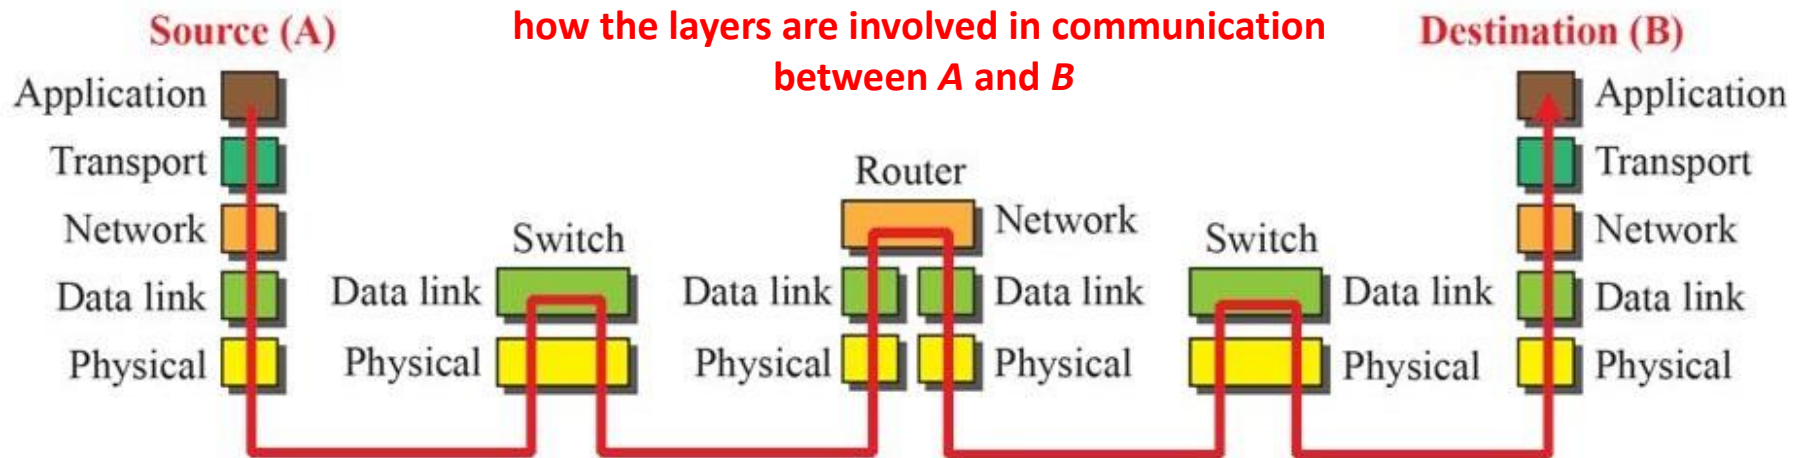 how the layers are involved in communication
between A and B
Source (A)
Application
Transport
Network
Data link
Physical
Switch
Data link
Physical
Router
Network
Data link
Data link
Physical
Physical
Switch
Data link
Physical
Destination (B)
Application
Transport
Network
Data link
Physical